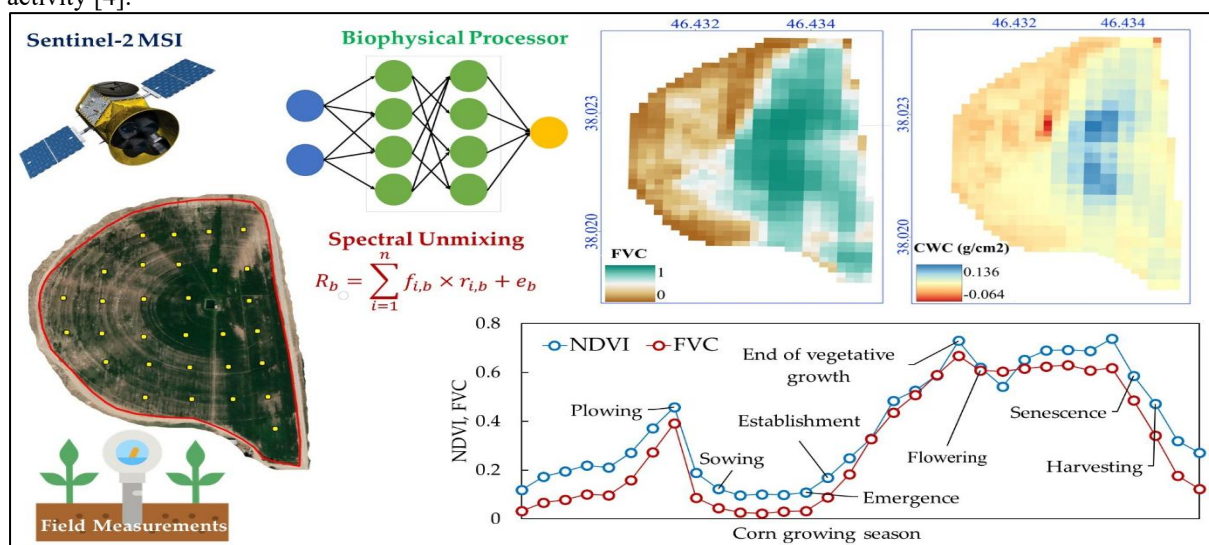 activity [4].
Sentinel-2 MSI
Biophysical Processor
Spectral Unmixing
R_b = \sum_{i=1}^{n} f_{i,b} × r_{i,b} + e_b
Field Measurements
46.432 46.434
38.023
38.020
FVC
1
0
46.432 46.434
38.023
38.020
CWC (g/cm2)
0.136
-0.064
NDVI, FVC
0.8
0.6
0.4
0.2
0
NDVI FVC
Plowing
Sowing
Establishment
Emergence
End of vegetative
growth
Flowering
Senescence
Harvesting
Corn growing season